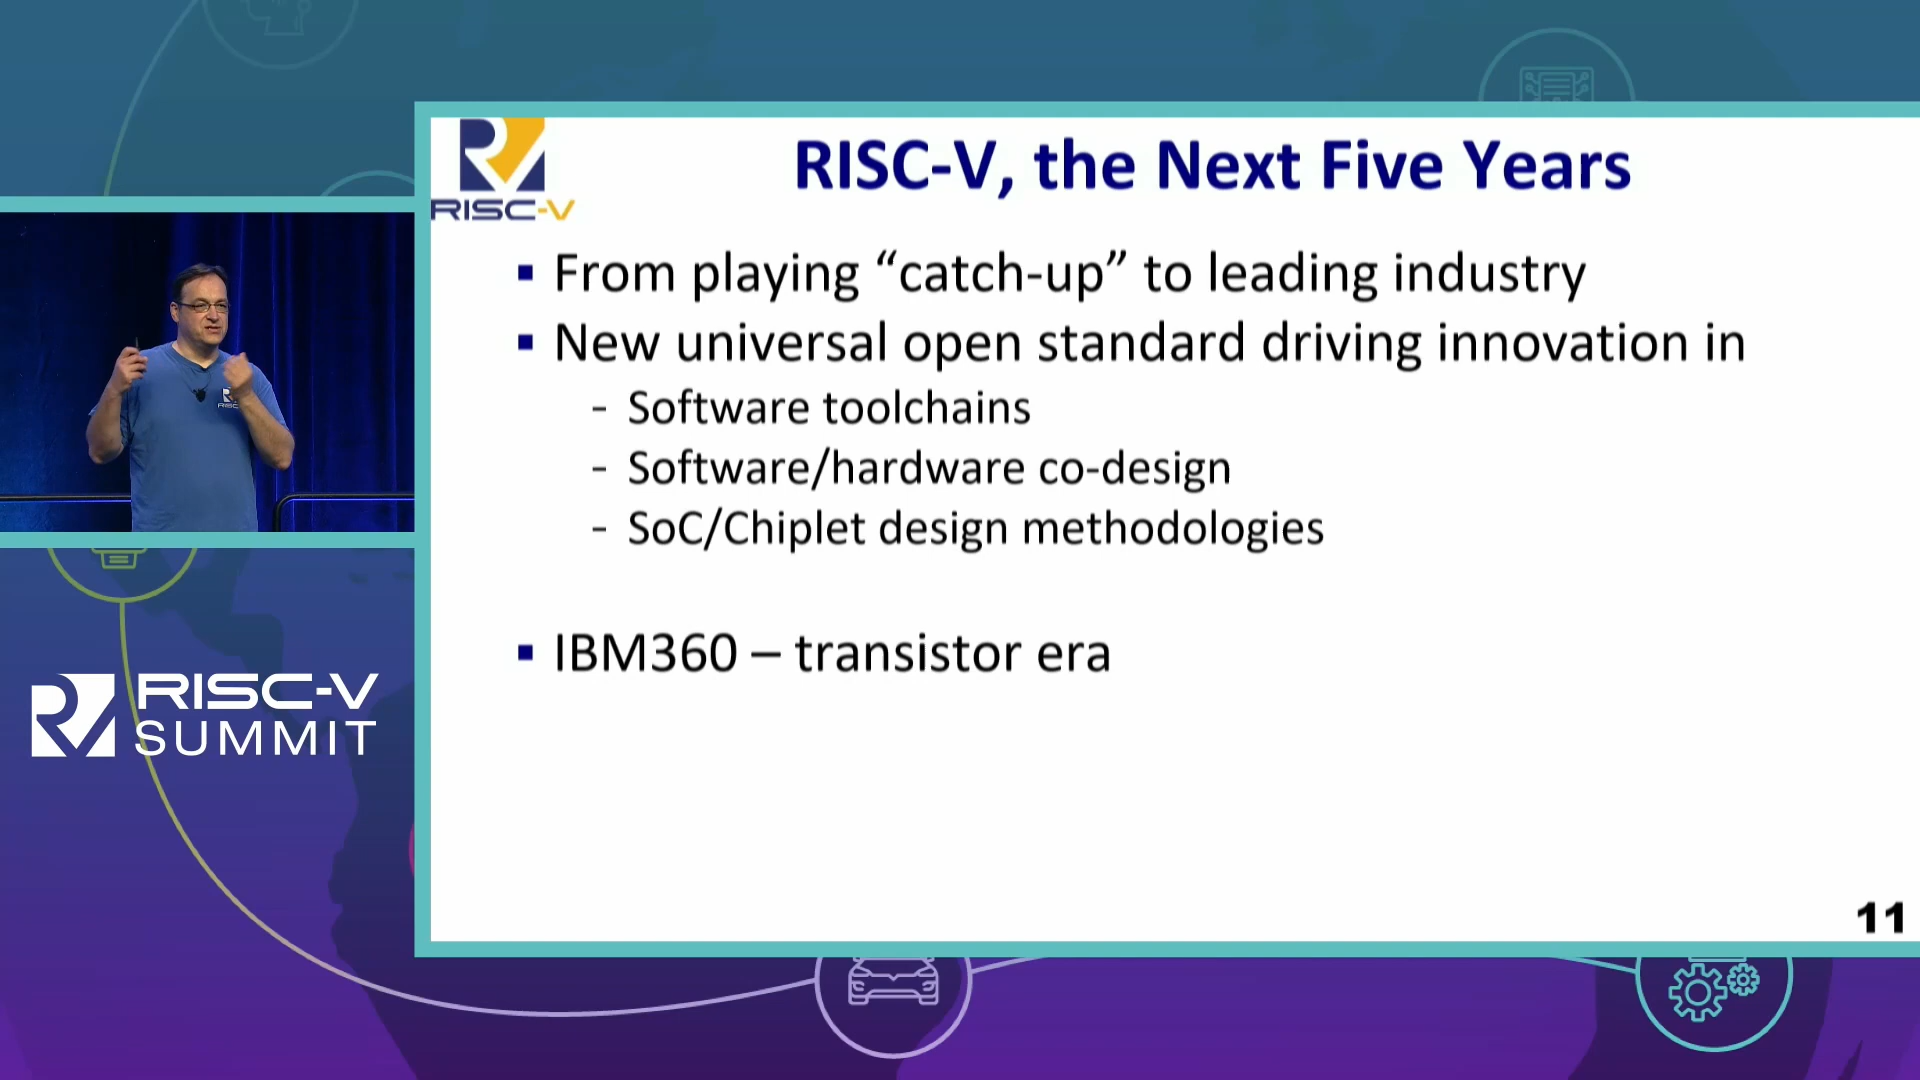 RISC-V
RISC-V, the Next Five Years
▪ From playing “catch-up” to leading industry
▪ New universal open standard driving innovation in
- Software toolchains
- Software/hardware co-design
- SoC/Chiplet design methodologies
▪ IBM360 – transistor era
11
RISC-V
SUMMIT